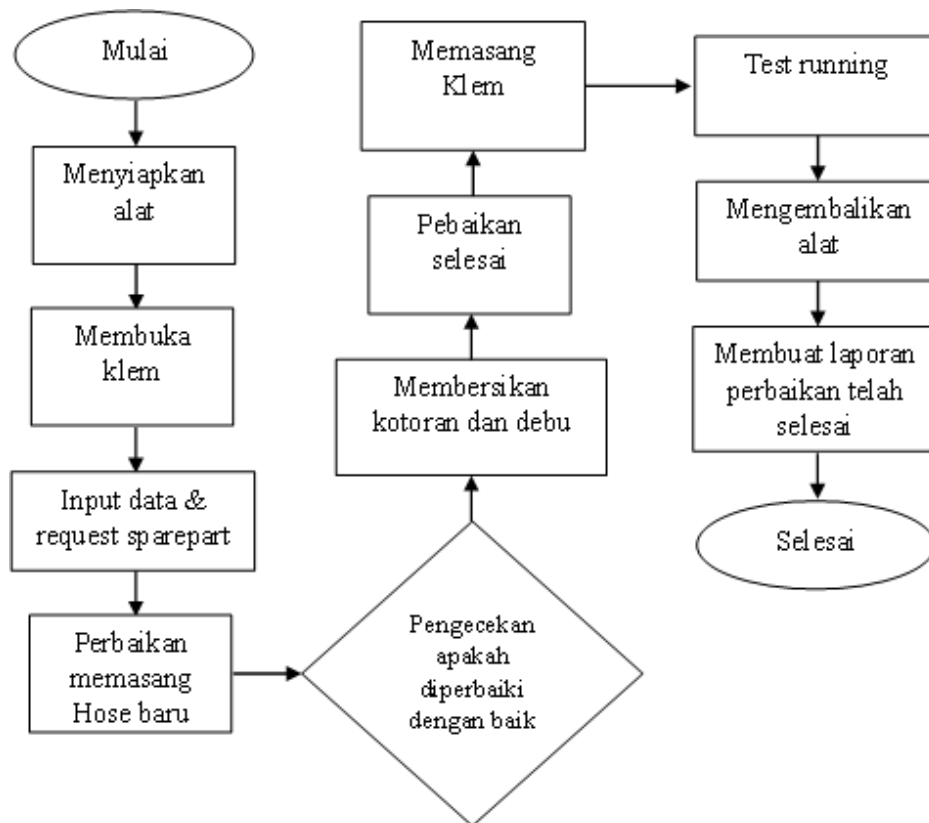 Mulai
Menyiapkan
alat
Membuka
klem
Input data &
request sparepart
Perbaikan
memasang
Hose baru
Pengecekan
apakah
diperbaiki
dengan baik
Membersikan
kotoran dan debu
Pebaikan
selesai
Memasang
Klem
Test running
Mengembalikan
alat
Membuat laporan
perbaikan telah
selesai
Selesai